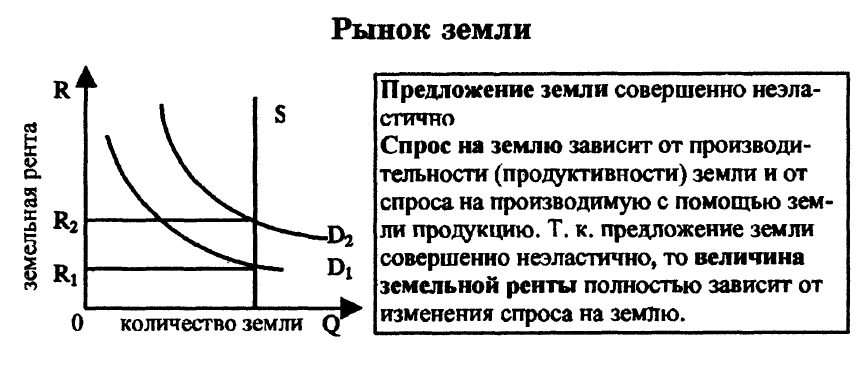 Рынок земли
R
S
R2
D2
R1
D1
0
количество земли
Q
земельная рента
Предложение земли совершенно неэла-
стично
Спрос на землю зависит от производи-
тельности (продуктивности) земли и от
спроса на производимую с помощью зем-
ли продукцию. Т. к. предложение земли
совершенно неэластично, то величина
земельной ренты полностью зависит от
изменения спроса на землю.